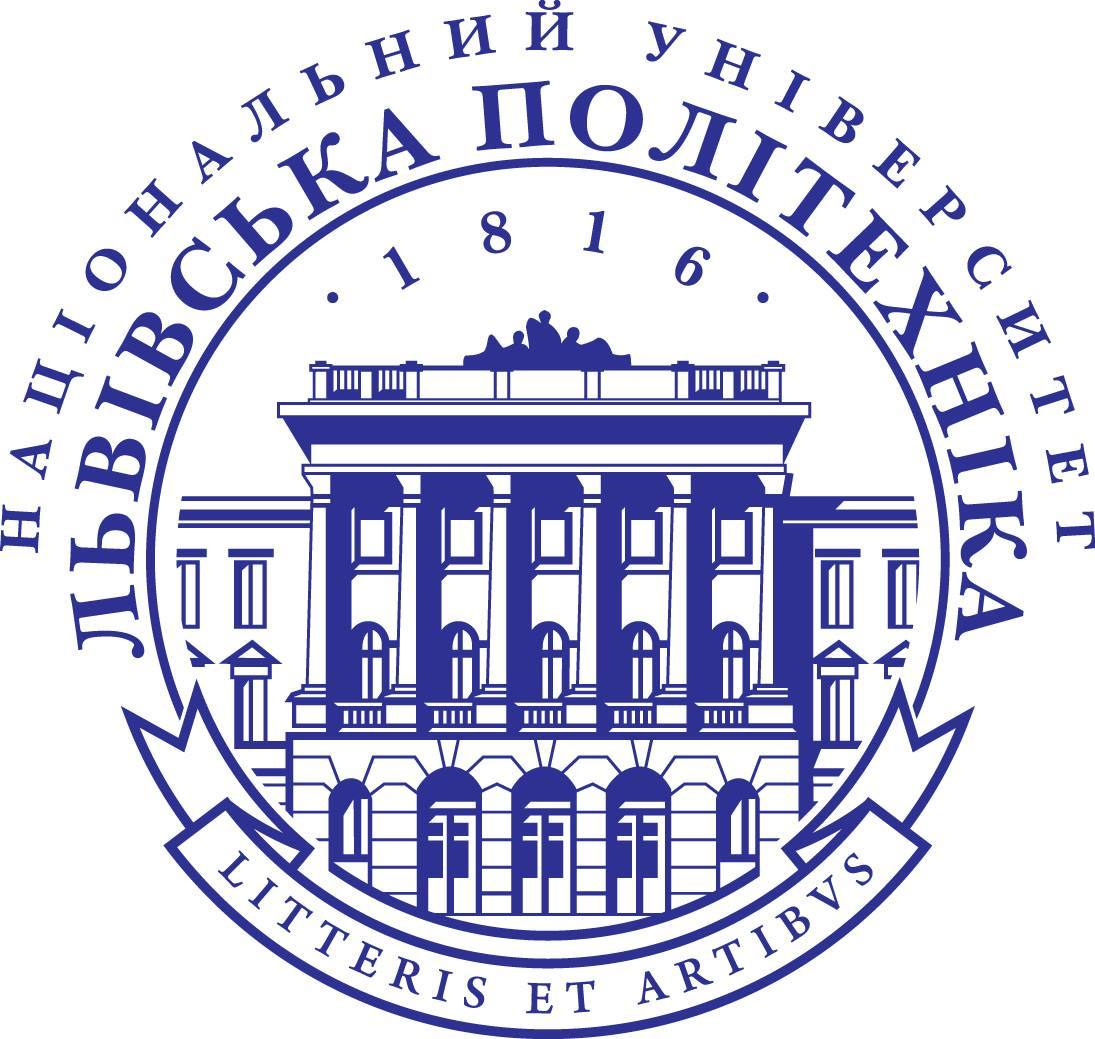 НАЦІОНАЛЬНИЙ УНІВЕРСИТЕТ
ЛЬВІВСЬКА ПОЛІТЕХНІКА
· 1816 ·
LITTERIS ET ARTIBVS